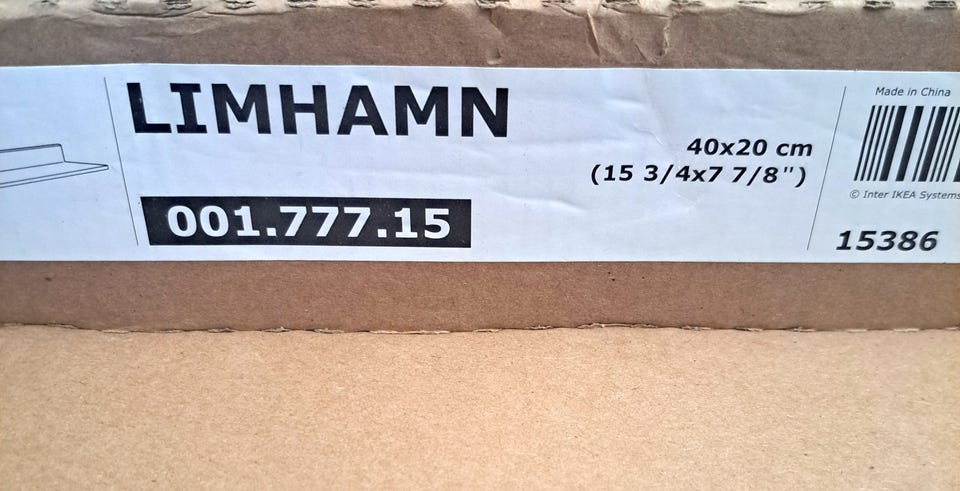 LIMHAMN
001.777.15
40x20 cm
(15 3/4x7 7/8")
Made in China
© Inter IKEA Systems
15386